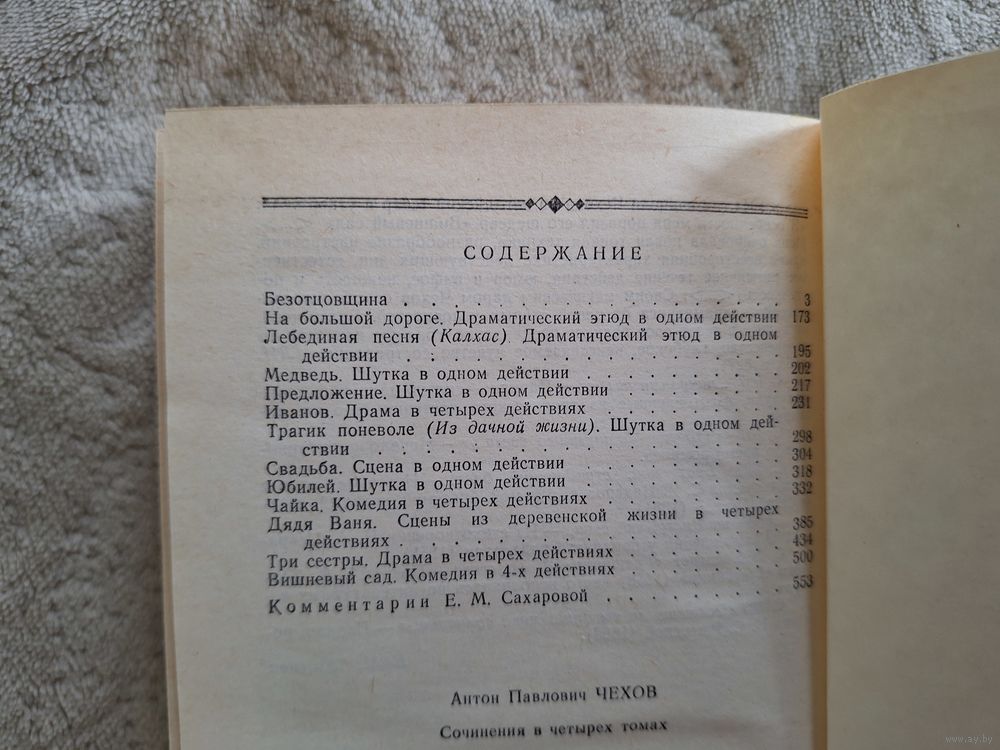 СОДЕРЖАНИЕ
Безотцовщина . . . . . . . . . . . . . . . . 3
На большой дороге. Драматический этюд в одном действии 173
Лебединая песня (Калхас). Драматический этюд в одном
действии . . . . . . . . . . . . . . . . 195
Медведь. Шутка в одном действии . . . . . . . . . 202
Предложение. Шутка в одном действии . . . . . . . . 217
Иванов. Драма в четырех действиях . . . . . . . . . 231
Трагик поневоле (Из дачной жизни). Шутка в одном дей-
ствии . . . . . . . . . . . . . . . . . 298
Свадьба. Сцена в одном действии . . . . . . . . . 304
Юбилей. Шутка в одном действии . . . . . . . . . 318
Чайка. Комедия в четырех действиях . . . . . . . . 332
Дядя Ваня. Сцены из деревенской жизни в четырех
действиях . . . . . . . . . . . . . . . . 385
Три сестры. Драма в четырех действиях . . . . . . . 434
Вишневый сад. Комедия в 4-х действиях . . . . . . . 500
Комментарии Е. М. Сахаровой . . . . . . . . 553
Антон Павлович ЧЕХОВ
Сочинения в четырех томах
www.ay.by